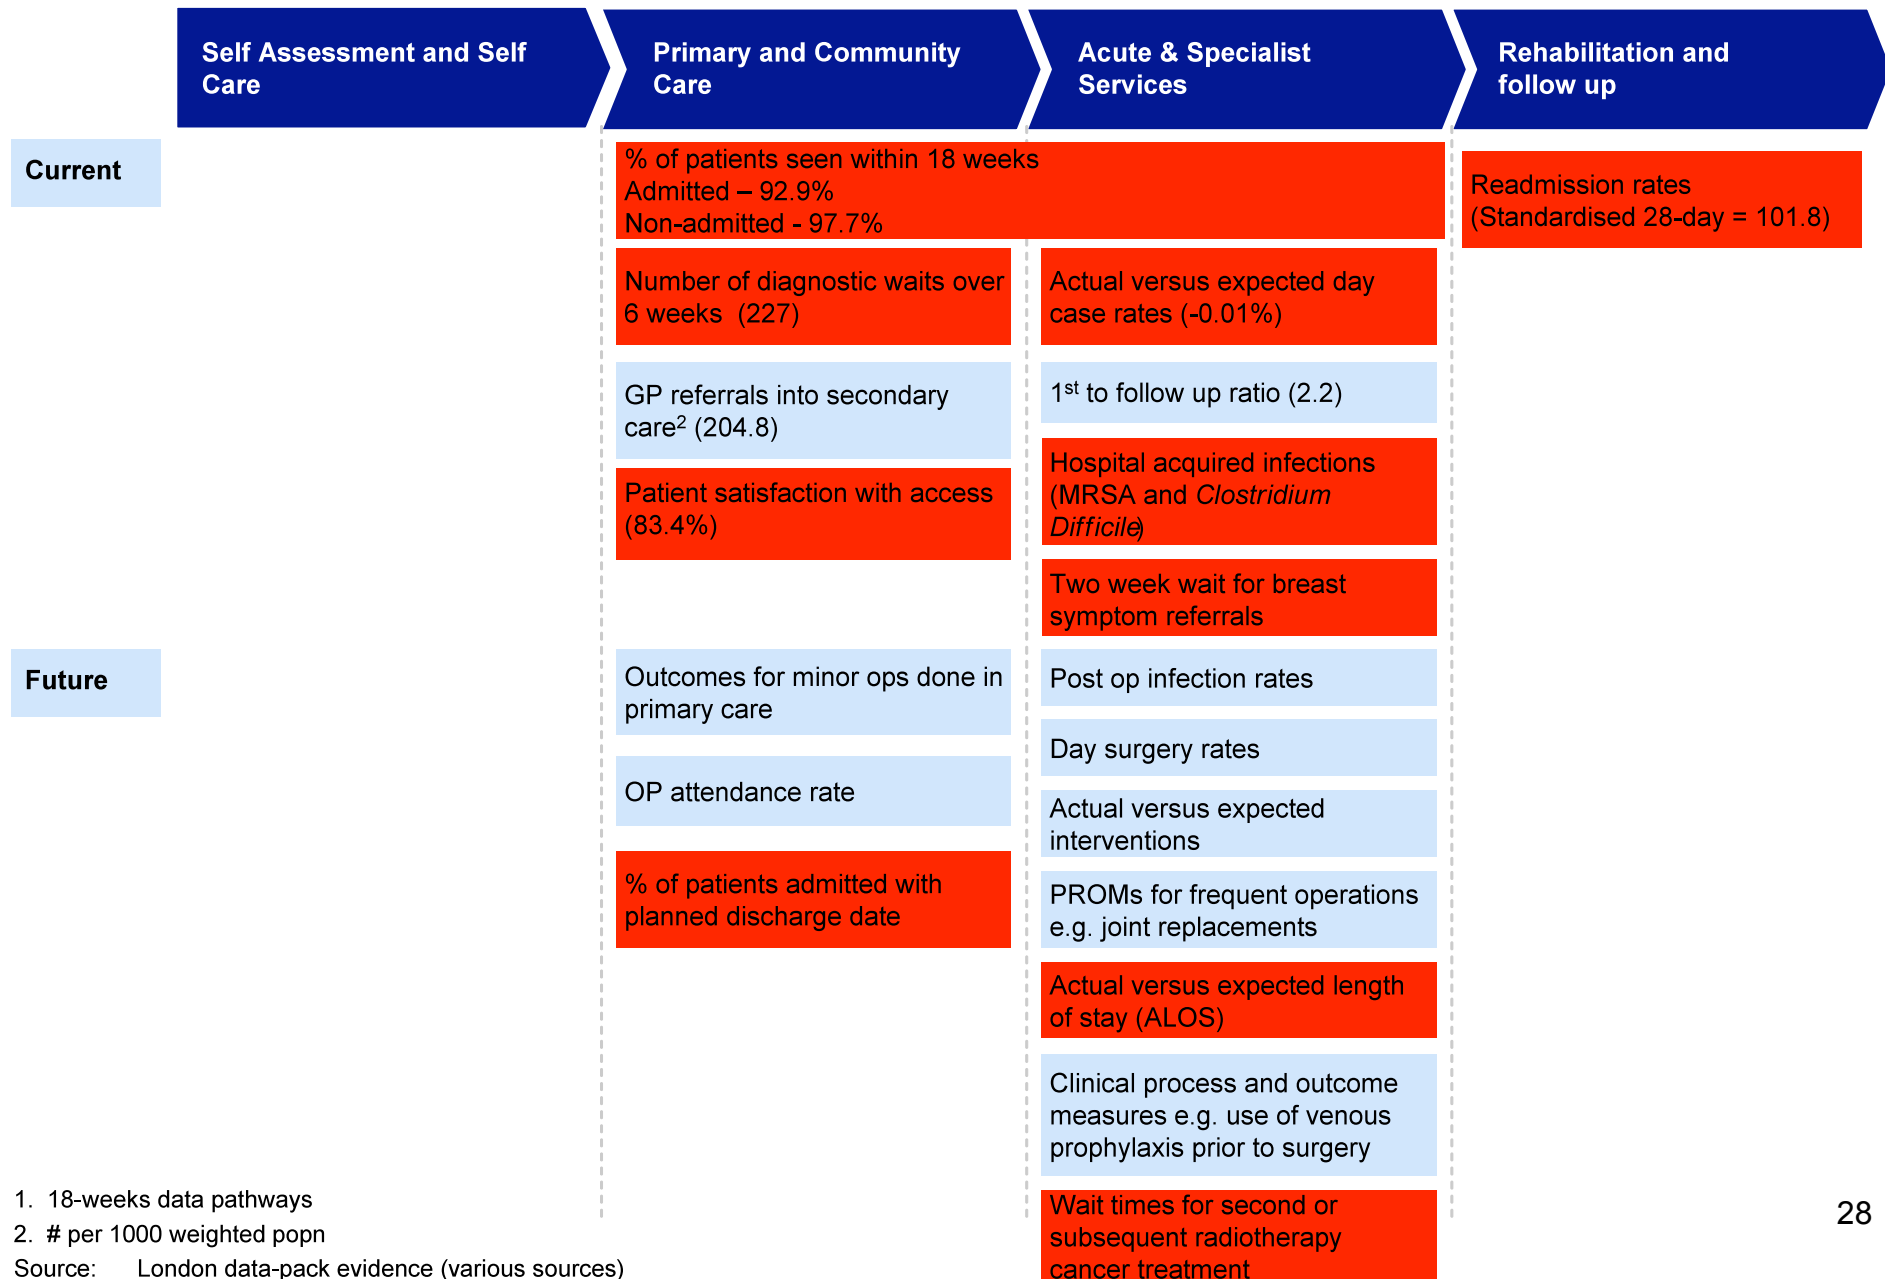 Self Assessment and Self
Care
Primary and Community
Care
Acute & Specialist
Services
Rehabilitation and
follow up
Current
% of patients seen within 18 weeks
Admitted – 92.9%
Non-admitted - 97.7%
Readmission rates
(Standardised 28-day = 101.8)
Number of diagnostic waits over
6 weeks (227)
Actual versus expected day
case rates (-0.01%)
GP referrals into secondary
care² (204.8)
1st to follow up ratio (2.2)
Patient satisfaction with access
(83.4%)
Hospital acquired infections
(MRSA and Clostridium
Difficile)
Two week wait for breast
symptom referrals
Future
Outcomes for minor ops done in
primary care
Post op infection rates
Day surgery rates
OP attendance rate
Actual versus expected
interventions
% of patients admitted with
planned discharge date
PROMs for frequent operations
e.g. joint replacements
Actual versus expected length
of stay (ALOS)
Clinical process and outcome
measures e.g. use of venous
prophylaxis prior to surgery
Wait times for second or
subsequent radiotherapy
cancer treatment
1. 18-weeks data pathways
2. # per 1000 weighted popn
Source: London data-pack evidence (various sources)
28